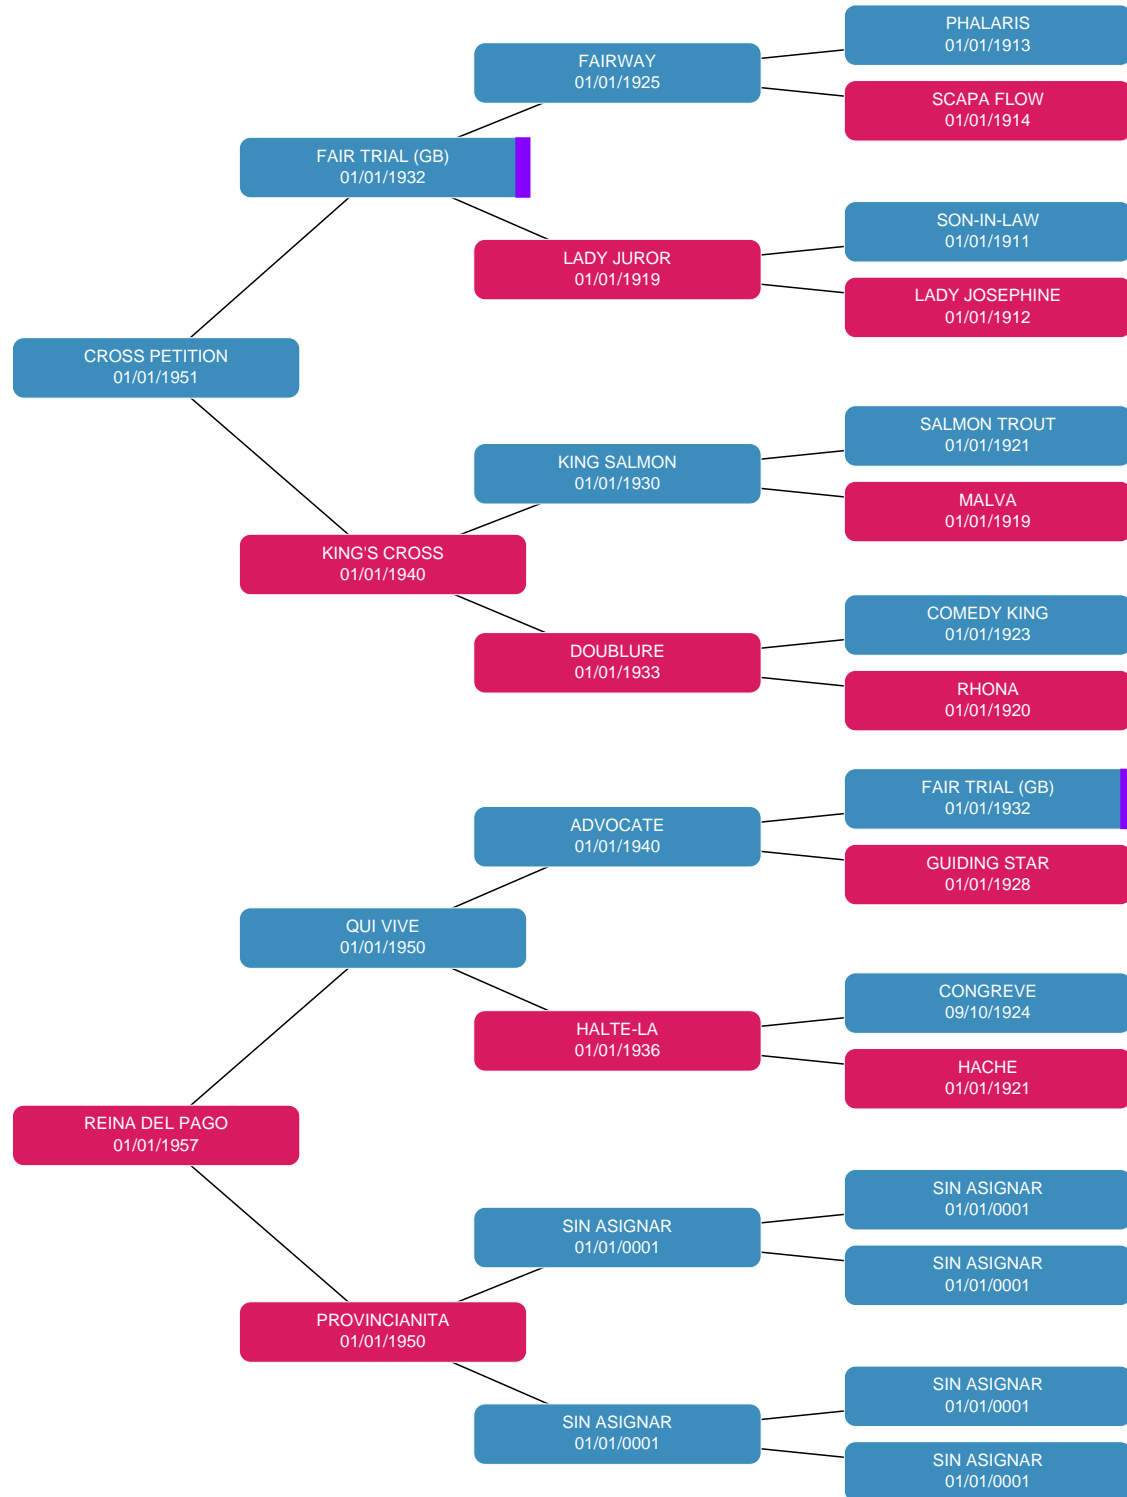 PHALARIS
01/01/1913
FAIRWAY
01/01/1925
SCAPA FLOW
01/01/1914
FAIR TRIAL (GB)
01/01/1932
SON-IN-LAW
01/01/1911
LADY JUROR
01/01/1919
LADY JOSEPHINE
01/01/1912
CROSS PETITION
01/01/1951
SALMON TROUT
01/01/1921
KING SALMON
01/01/1930
MALVA
01/01/1919
KING'S CROSS
01/01/1940
COMEDY KING
01/01/1923
DOUBLURE
01/01/1933
RHONA
01/01/1920
FAIR TRIAL (GB)
01/01/1932
ADVOCATE
01/01/1940
GUIDING STAR
01/01/1928
QUI VIVE
01/01/1950
CONGREVE
09/10/1924
HALTE-LA
01/01/1936
HACHE
01/01/1921
REINA DEL PAGO
01/01/1957
SIN ASIGNAR
01/01/0001
SIN ASIGNAR
01/01/0001
SIN ASIGNAR
01/01/0001
PROVINCIANITA
01/01/1950
SIN ASIGNAR
01/01/0001
SIN ASIGNAR
01/01/0001
SIN ASIGNAR
01/01/0001